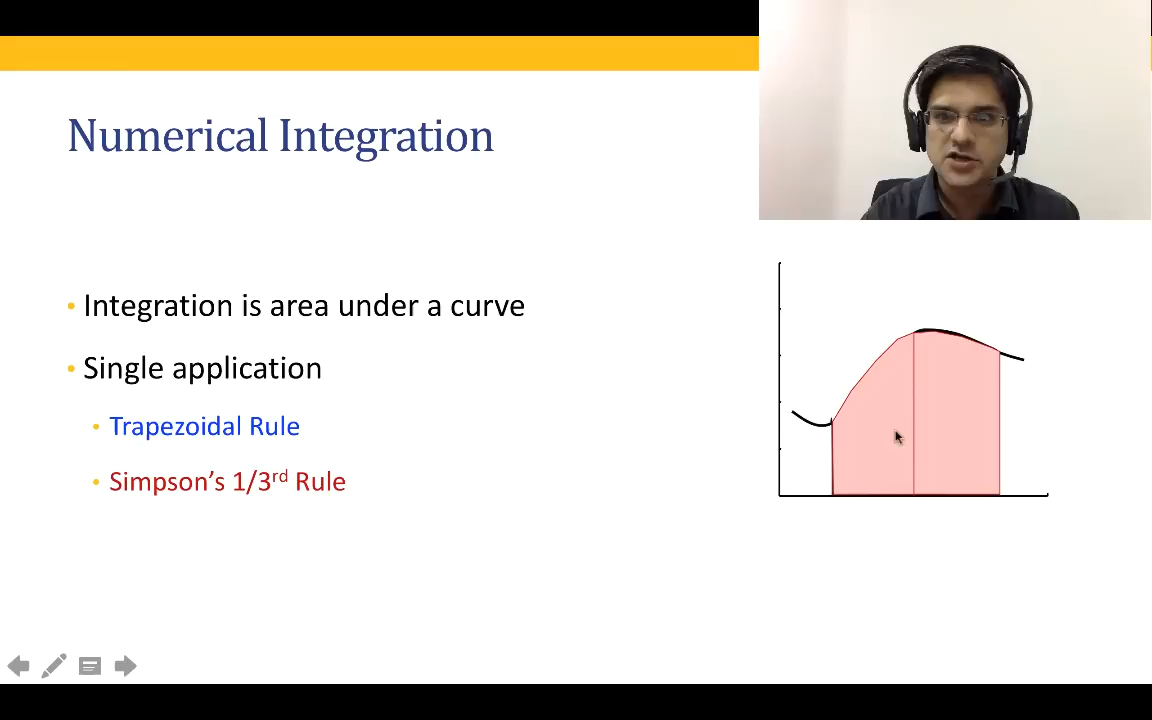 Numerical Integration
• Integration is area under a curve
• Single application
• Trapezoidal Rule
• Simpson’s 1/3rd Rule